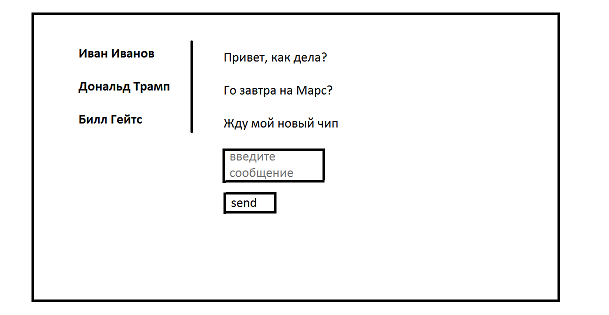 Иван Иванов
Привет, как дела?
Дональд Трамп
Го завтра на Марс?
Билл Гейтс
Жду мой новый чип
введите
сообщение
send